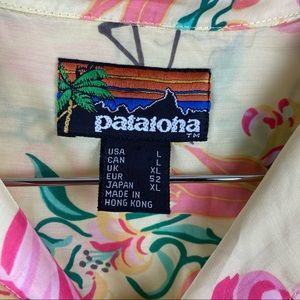 pataloha
TM
USA L
CAN L
UK XL
EUR 52
JAPAN XL
MADE IN
HONG KONG